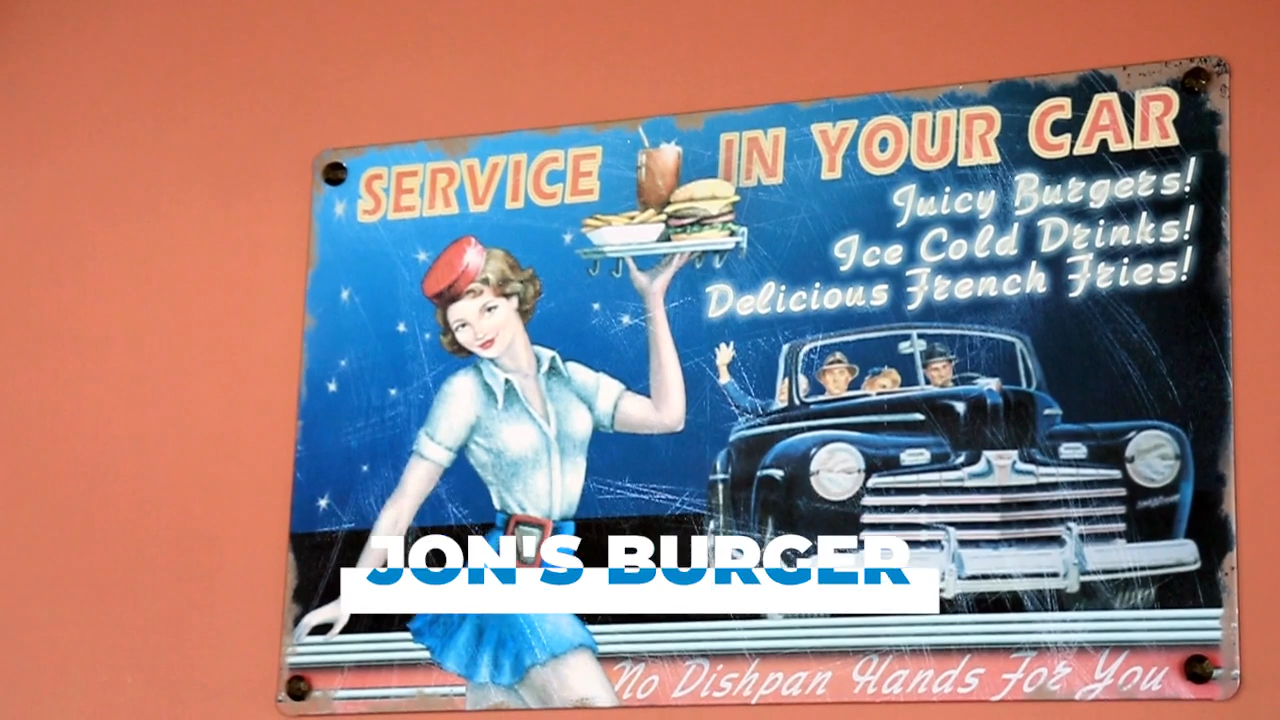 SERVICE IN YOUR CAR
Juicy Burgers!
Ice Cold Drinks!
Delicious French Fries!
JON'S BURGER
No Dishpan Hands For You